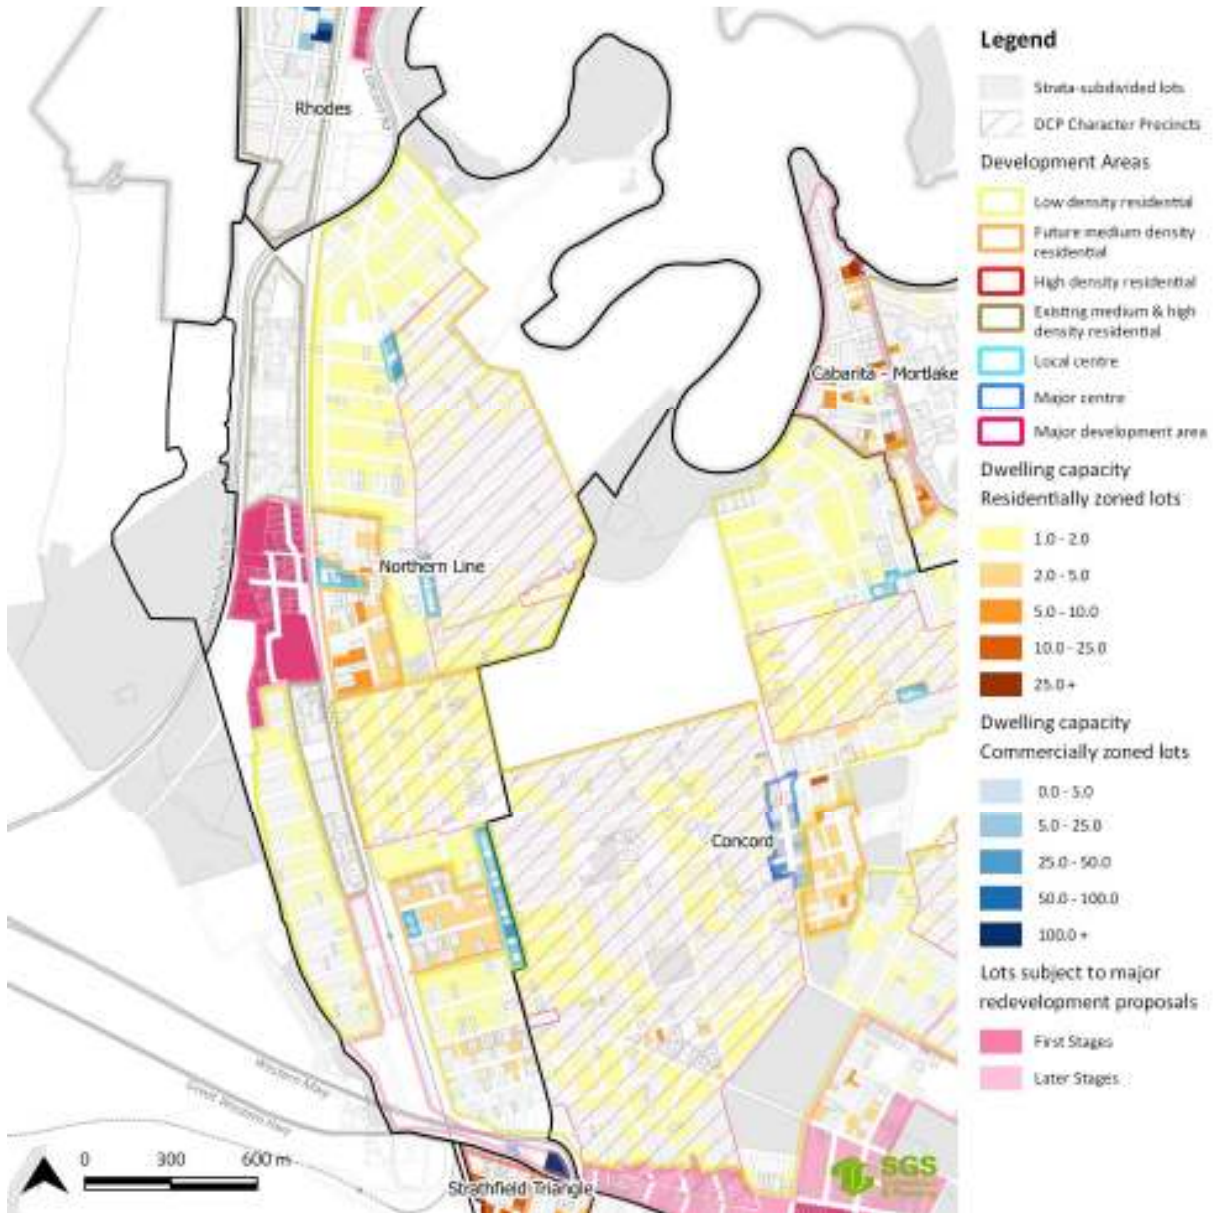 Legend
Strata-subdivided lots
DCP Character Precincts
Development Areas
Low density residential
Future medium density
residential
High density residential
Existing medium & high
density residential
Local centre
Major centre
Major development area
Dwelling capacity
Residentially zoned lots
1.0 - 2.0
2.0 - 5.0
5.0 - 10.0
10.0 - 25.0
25.0 +
Dwelling capacity
Commercially zoned lots
0.0 - 5.0
5.0 - 25.0
25.0 - 50.0
50.0 - 100.0
100.0 +
Lots subject to major
redevelopment proposals
First Stages
Later Stages
Rhodes
Concord Rd
Cabarita - Mortlake
Northern Line
Concord
Western Mwy
Great Western Hwy
Strathfield Triangle
0 300 600 m
SGS